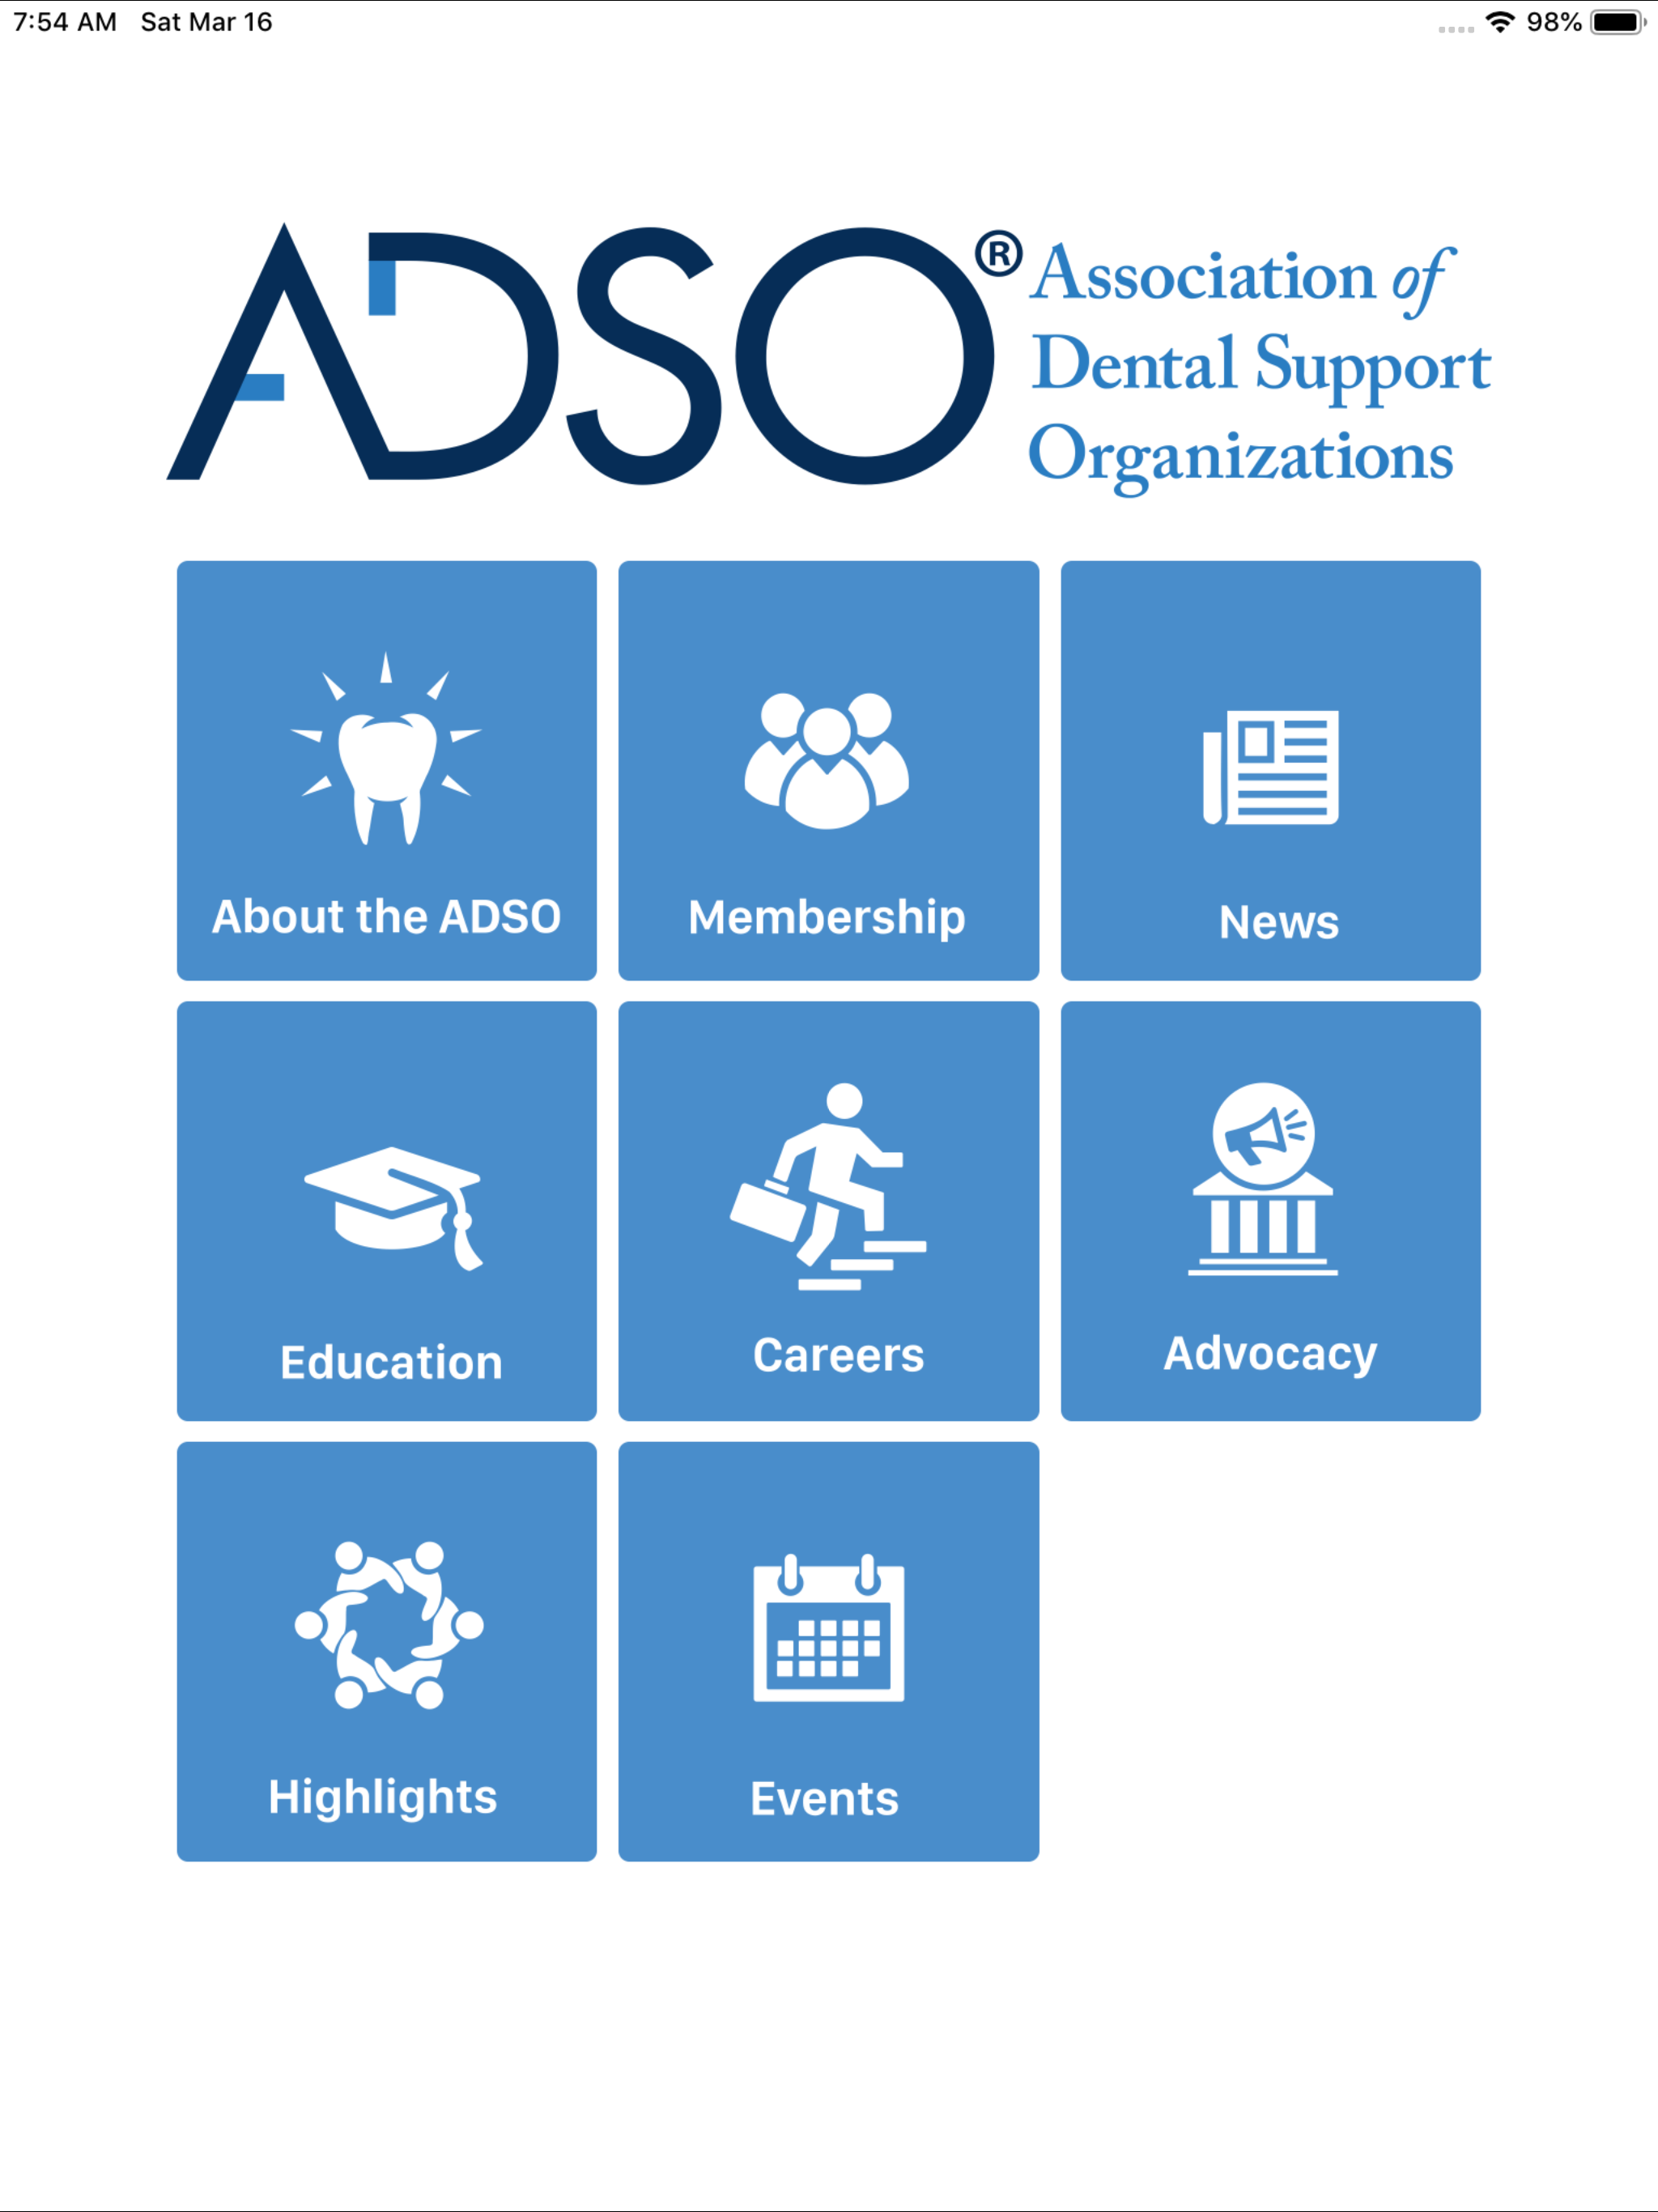 7:54 AM Sat Mar 16
98%
ADSO® Association of
Dental Support
Organizations
About the ADSO
Membership
News
Education
Careers
Advocacy
Highlights
Events